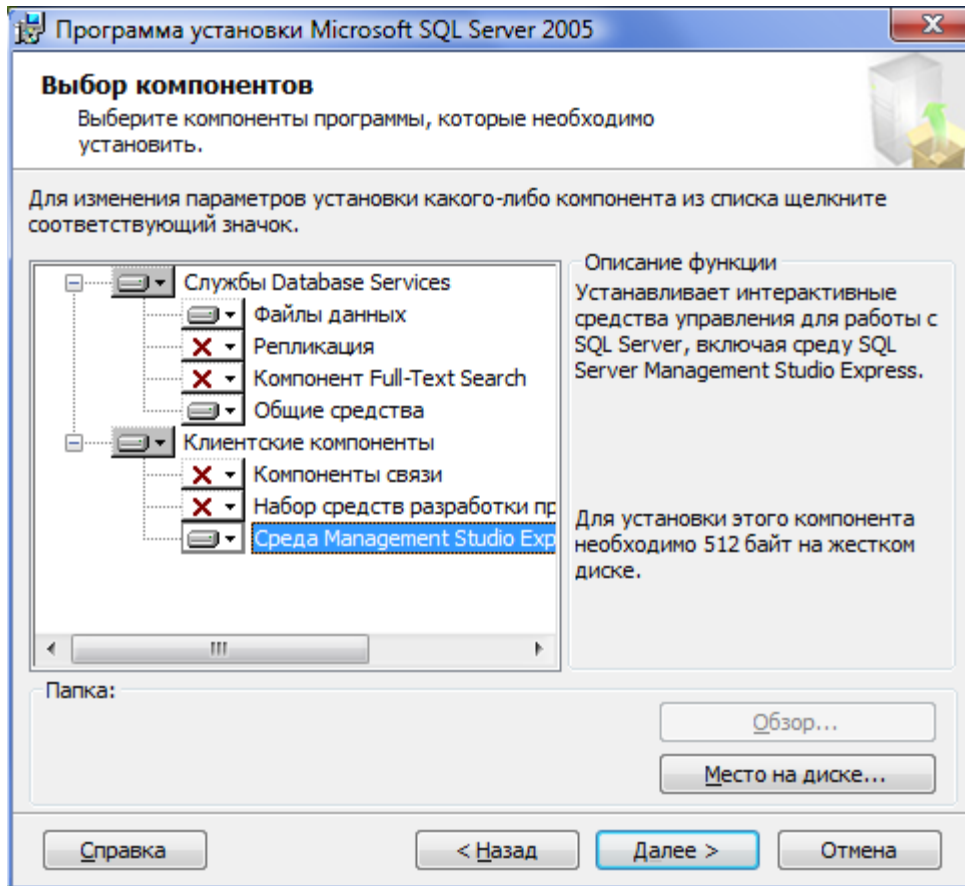 Программа установки Microsoft SQL Server 2005
Выбор компонентов
Выберите компоненты программы, которые необходимо
установить.
Для изменения параметров установки какого-либо компонента из списка щелкните
соответствующий значок.
Службы Database Services
Файлы данных
Репликация
Компонент Full-Text Search
Общие средства
Клиентские компоненты
Компоненты связи
Набор средств разработки пр
Среда Management Studio Exp
Описание функции
Устанавливает интерактивные
средства управления для работы с
SQL Server, включая среду SQL
Server Management Studio Express.
Для установки этого компонента
необходимо 512 байт на жестком
диске.
Папка:
Обзор...
Место на диске...
Справка
< Назад
Далее >
Отмена